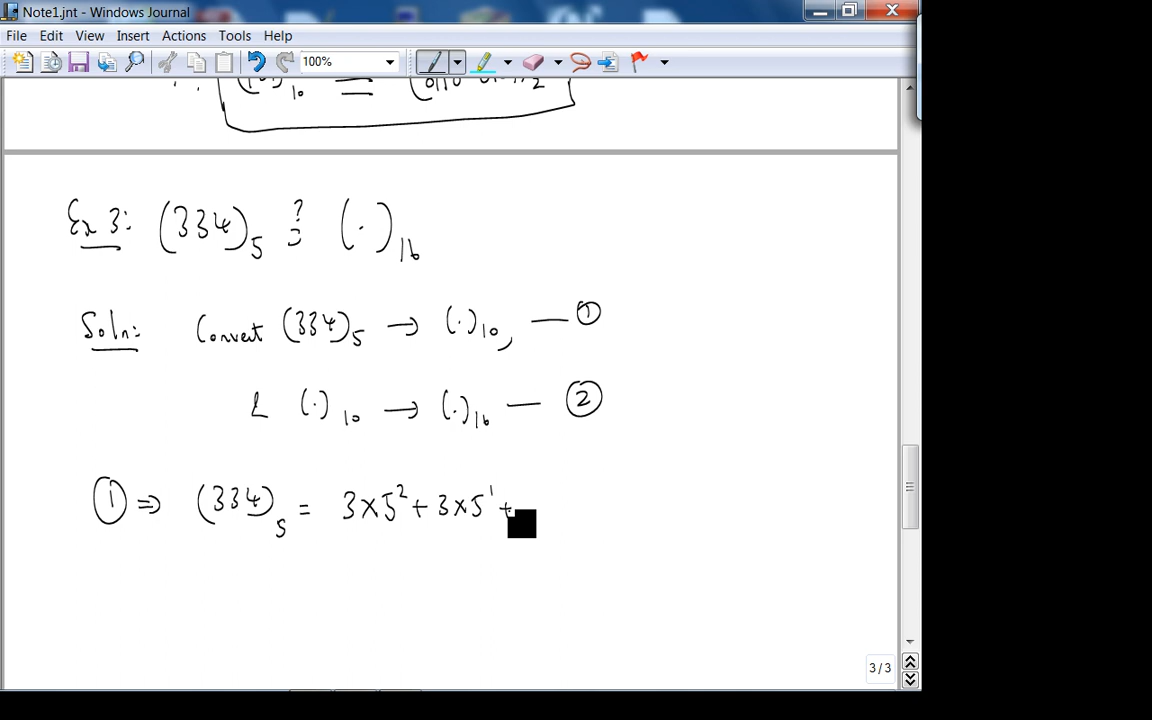 Note1.jnt - Windows Journal
File Edit View Insert Actions Tools Help
100%
Ex 3: (334)₅ ?= (·)₁₆
Soln: Convert (334)₅ → (·)₁₀, — ①
& (·)₁₀ → (·)₁₆ — ②
① ⇒ (334)₅ = 3×5² + 3×5¹ +
3/3